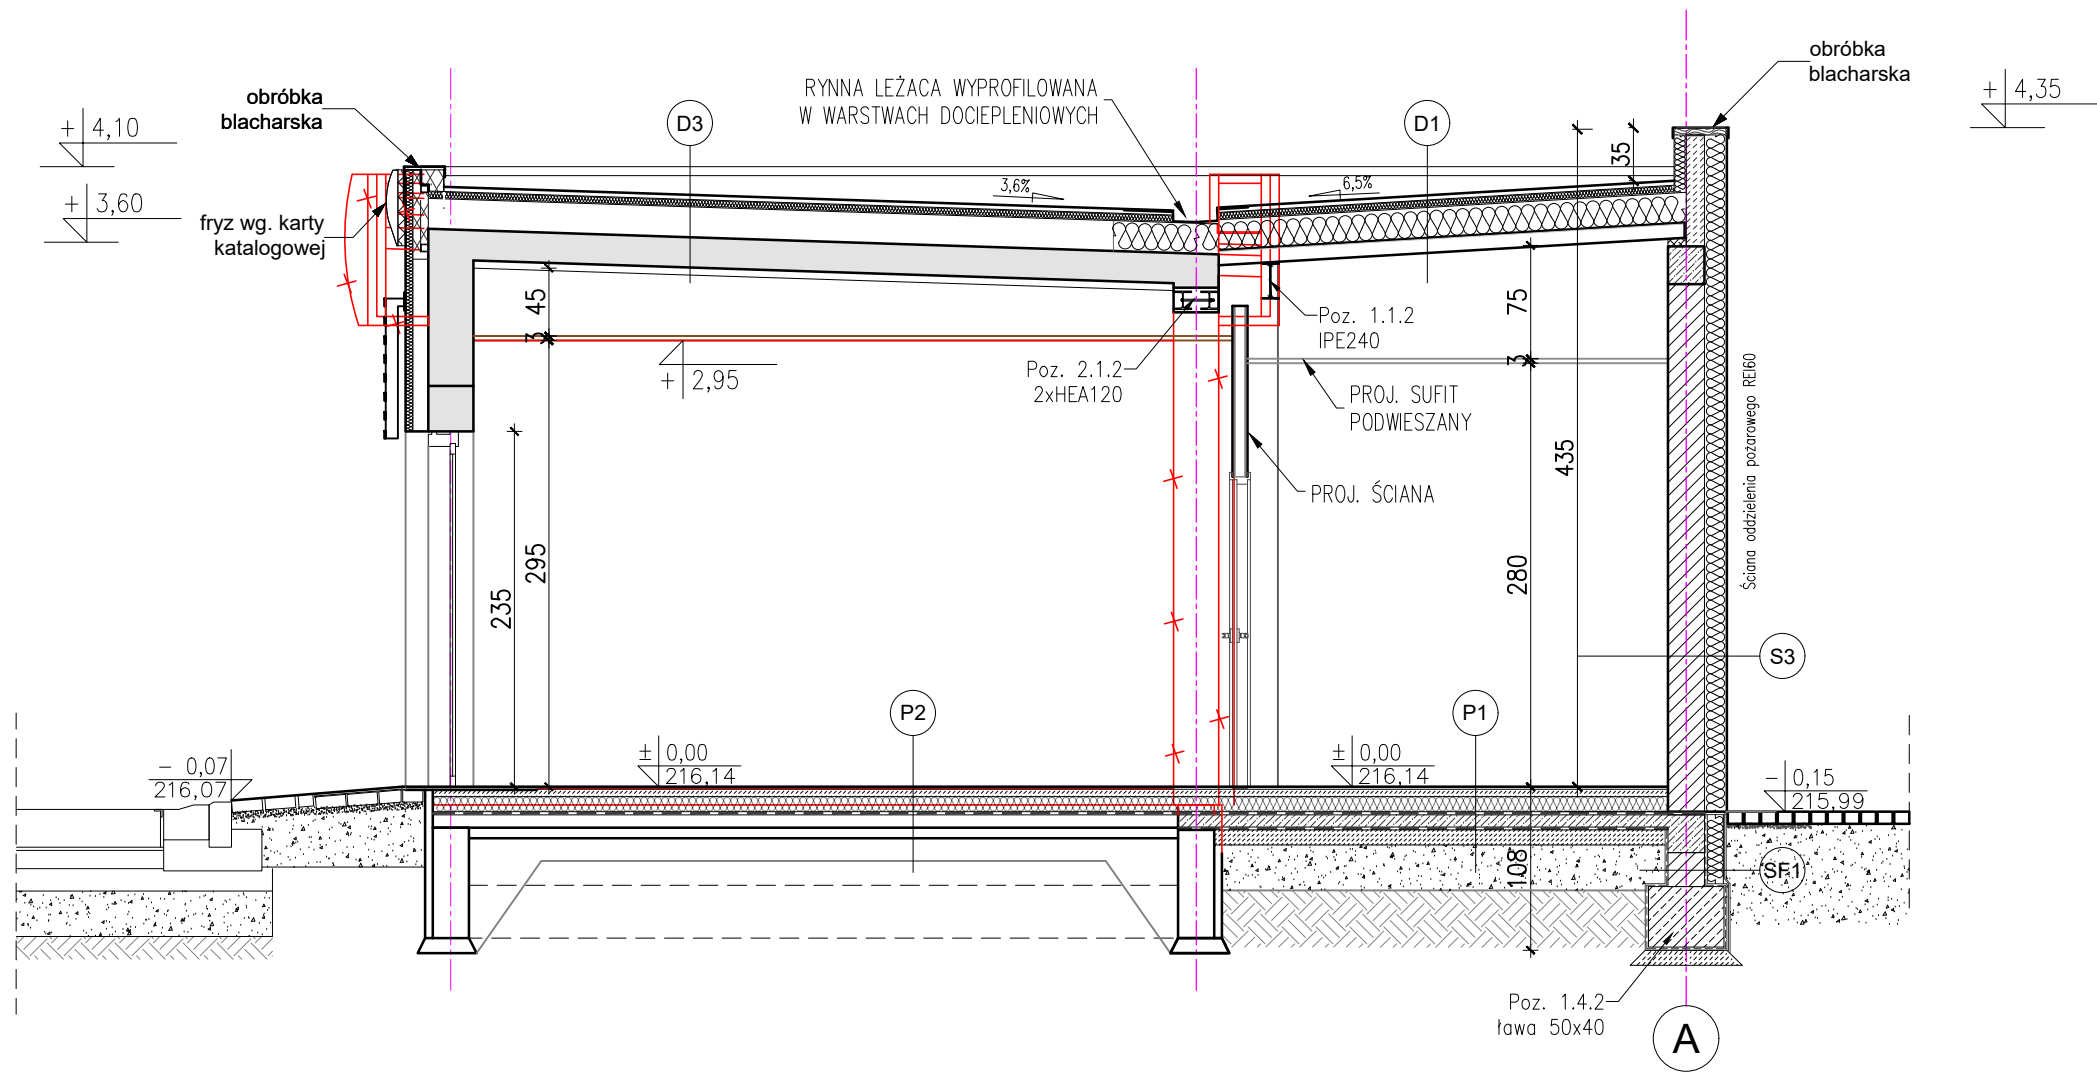 obróbka
blacharska
+ 4,35
RYNNA LEŻACA WYPROFILOWANA
W WARSTWACH DOCIEPLENIOWYCH
obróbka
blacharska
+ 4,10
D3
D1
35
3,6%
6,5%
+ 3,60
fryz wg. karty
katalogowej
45
3
+ 2,95
Poz. 1.1.2
IPE240
75
3
Poz. 2.1.2
2xHEA120
PROJ. SUFIT
PODWIESZANY
Ściana oddzielenia pożarowego REI60
435
PROJ. ŚCIANA
235
295
280
S3
P2
P1
- 0,07
216,07
± 0,00
216,14
± 0,00
216,14
- 0,15
215,99
108
SF1
Poz. 1.4.2
ława 50x40
A